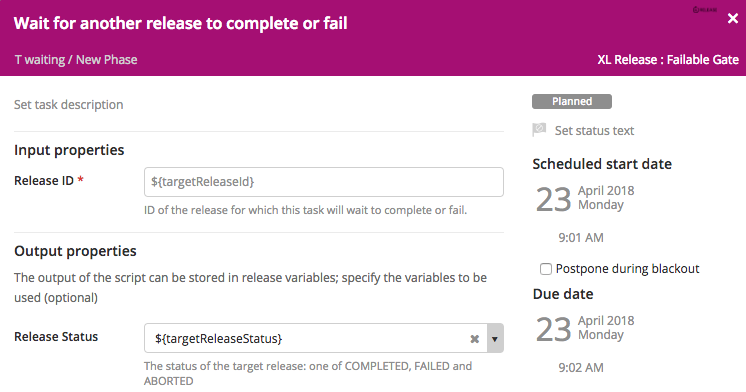 Wait for another release to complete or fail
T waiting / New Phase
XL Release : Failable Gate
Set task description
Input properties
Release ID *
${targetReleaseId}
ID of the release for which this task will wait to complete or fail.
Output properties
The output of the script can be stored in release variables; specify the variables to be
used (optional)
Release Status
${targetReleaseStatus}
The status of the target release: one of COMPLETED, FAILED and
ABORTED
Planned
Set status text
Scheduled start date
23
April 2018
Monday
9:01 AM
Postpone during blackout
Due date
23
April 2018
Monday
9:02 AM